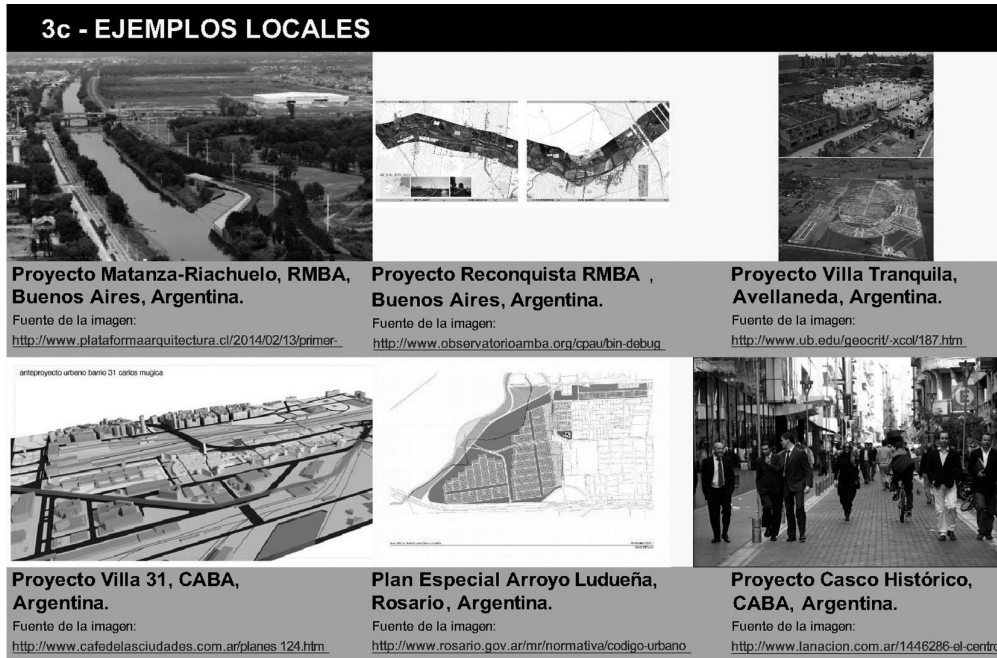 3c - EJEMPLOS LOCALES
Proyecto Matanza-Riachuelo, RMBA,
Buenos Aires, Argentina.
Fuente de la imagen:
http://www.plataformaarquitectura.cl/2014/02/13/primer-
Proyecto Reconquista RMBA ,
Buenos Aires, Argentina.
Fuente de la imagen:
http://www.observatorioamba.org/cpau/bin-debug
Proyecto Villa Tranquila,
Avellaneda, Argentina.
Fuente de la imagen:
http://www.ub.edu/geocrit/-xcol/187.htm
anteproyecto urbano barrio 31 carlos mugica
Proyecto Villa 31, CABA,
Argentina.
Fuente de la imagen:
http://www.cafedelasciudades.com.ar/planes 124.htm
Plan Especial Arroyo Ludueña,
Rosario, Argentina.
Fuente de la imagen:
http://www.rosario.gov.ar/mr/normativa/codigo-urbano
Proyecto Casco Histórico,
CABA, Argentina.
Fuente de la imagen:
http://www.lanacion.com.ar/1446286-el-centro